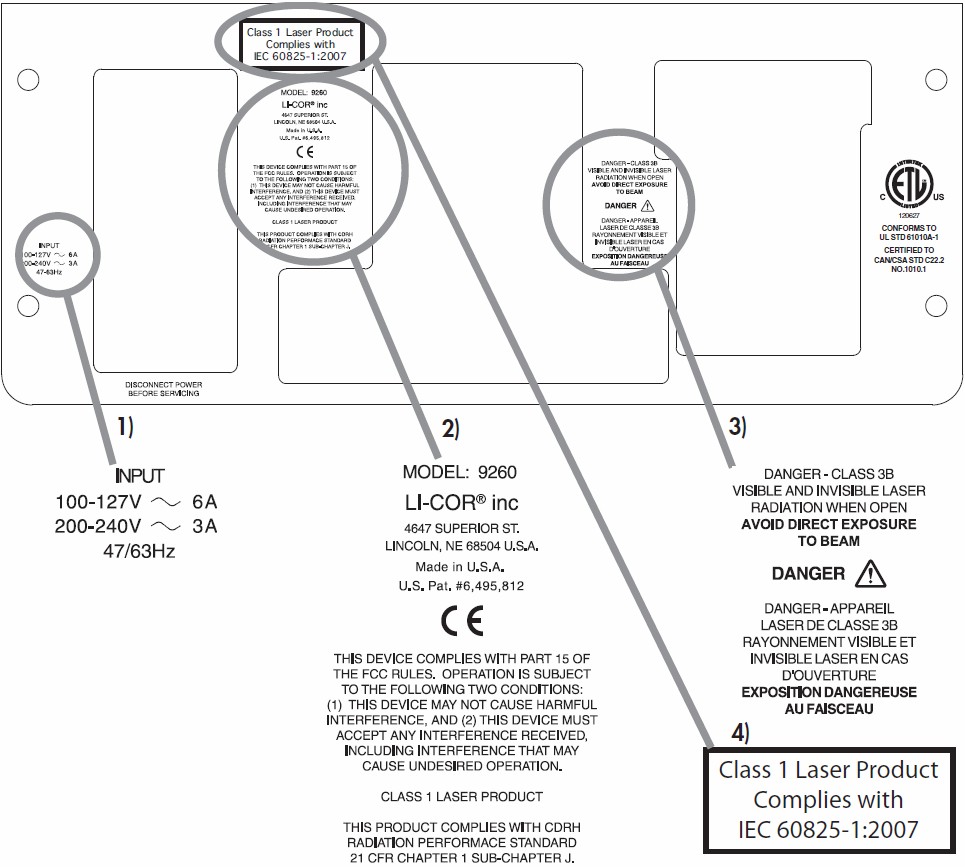 Class 1 Laser Product
Complies with
IEC 60825-1:2007
MODEL: 9260
LI-COR® inc
4647 SUPERIOR ST.
LINCOLN, NE 68504 U.S.A.
Made in U.S.A.
U.S. Pat. #6,495,812
CE
THIS DEVICE COMPLIES WITH PART 15 OF
THE FCC RULES. OPERATION IS SUBJECT
TO THE FOLLOWING TWO CONDITIONS:
(1) THIS DEVICE MAY NOT CAUSE HARMFUL
INTERFERENCE, AND (2) THIS DEVICE MUST
ACCEPT ANY INTERFERENCE RECEIVED,
INCLUDING INTERFERENCE THAT MAY
CAUSE UNDESIRED OPERATION.
CLASS 1 LASER PRODUCT
THIS PRODUCT COMPLIES WITH CDRH
RADIATION PERFORMACE STANDARD
CFR CHAPTER 1 SUB-CHAPTER J.
DANGER - CLASS 3B
VISIBLE AND INVISIBLE LASER
RADIATION WHEN OPEN
AVOID DIRECT EXPOSURE
TO BEAM
DANGER
DANGER - APPAREIL
LASER DE CLASSE 3B
RAYONNEMENT VISIBLE ET
INVISIBLE LASER EN CAS
D'OUVERTURE
EXPOSITION DANGEREUSE
AU FAISCEAU
LISTED
C ETL US
LISTED
120627
CONFORMS TO
UL STD 61010A-1
CERTIFIED TO
CAN/CSA STD C22.2
NO.1010.1
INPUT
100-127V ~ 6A
200-240V ~ 3A
47-63Hz
DISCONNECT POWER
BEFORE SERVICING
1)
INPUT
100-127V ~ 6A
200-240V ~ 3A
47/63Hz
2)
MODEL: 9260
LI-COR® inc
4647 SUPERIOR ST.
LINCOLN, NE 68504 U.S.A.
Made in U.S.A.
U.S. Pat. #6,495,812
CE
THIS DEVICE COMPLIES WITH PART 15 OF
THE FCC RULES. OPERATION IS SUBJECT
TO THE FOLLOWING TWO CONDITIONS:
(1) THIS DEVICE MAY NOT CAUSE HARMFUL
INTERFERENCE, AND (2) THIS DEVICE MUST
ACCEPT ANY INTERFERENCE RECEIVED,
INCLUDING INTERFERENCE THAT MAY
CAUSE UNDESIRED OPERATION.
CLASS 1 LASER PRODUCT
THIS PRODUCT COMPLIES WITH CDRH
RADIATION PERFORMACE STANDARD
21 CFR CHAPTER 1 SUB-CHAPTER J.
3)
DANGER - CLASS 3B
VISIBLE AND INVISIBLE LASER
RADIATION WHEN OPEN
AVOID DIRECT EXPOSURE
TO BEAM
DANGER
DANGER - APPAREIL
LASER DE CLASSE 3B
RAYONNEMENT VISIBLE ET
INVISIBLE LASER EN CAS
D'OUVERTURE
EXPOSITION DANGEREUSE
AU FAISCEAU
4)
Class 1 Laser Product
Complies with
IEC 60825-1:2007